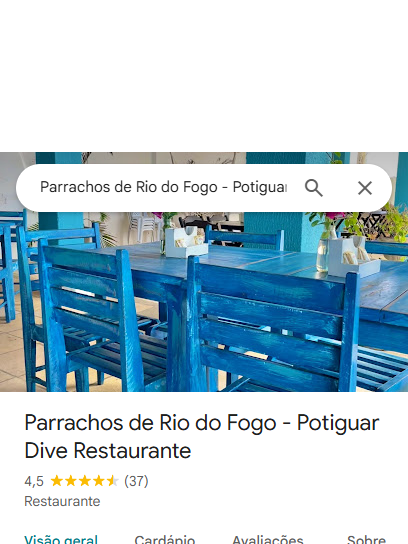 Parrachos de Rio do Fogo - Potiguar
Parrachos de Rio do Fogo - Potiguar
Dive Restaurante
4,5 (37)
Restaurante
Visão geral Cardápio Avaliações Sobre